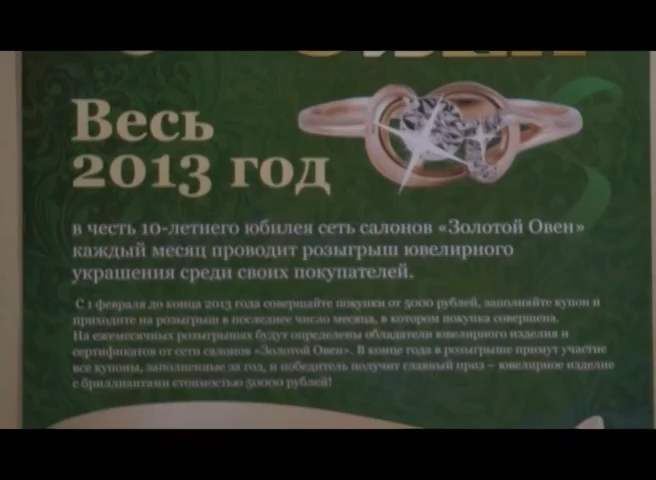 Весь
2013 год
в честь 10-летнего юбилея сеть салонов «Золотой Овен»
каждый месяц проводит розыгрыш ювелирного
украшения среди своих покупателей.
С 1 февраля до конца 2013 года совершайте покупки от 5000 рублей, заполняйте купон и
приходите на розыгрыш в последнее число месяца, в котором покупка совершена.
На ежемесячных розыгрышах будут определены обладатели ювелирного изделия и
сертификатов от сети салонов «Золотой Овен». В конце года в розыгрыше примут участие
все купоны, заполненные за год, и победитель получит главный приз – ювелирное изделие
с бриллиантами стоимостью 50000 рублей!